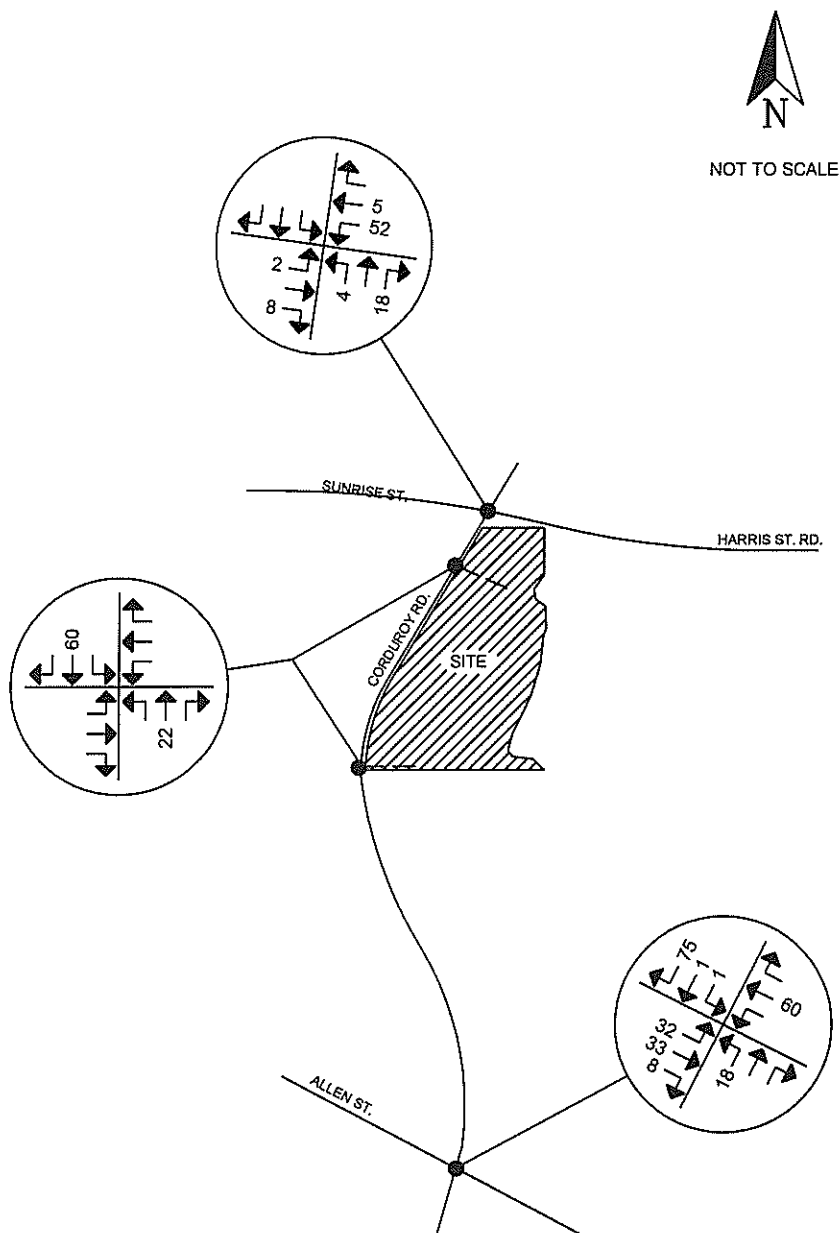 N
NOT TO SCALE
5
52
2
8
4
18
SUNRISE ST.
HARRIS ST. RD.
CORDUROY RD.
SITE
60
22
75
1
1
60
32
33
8
18
ALLEN ST.